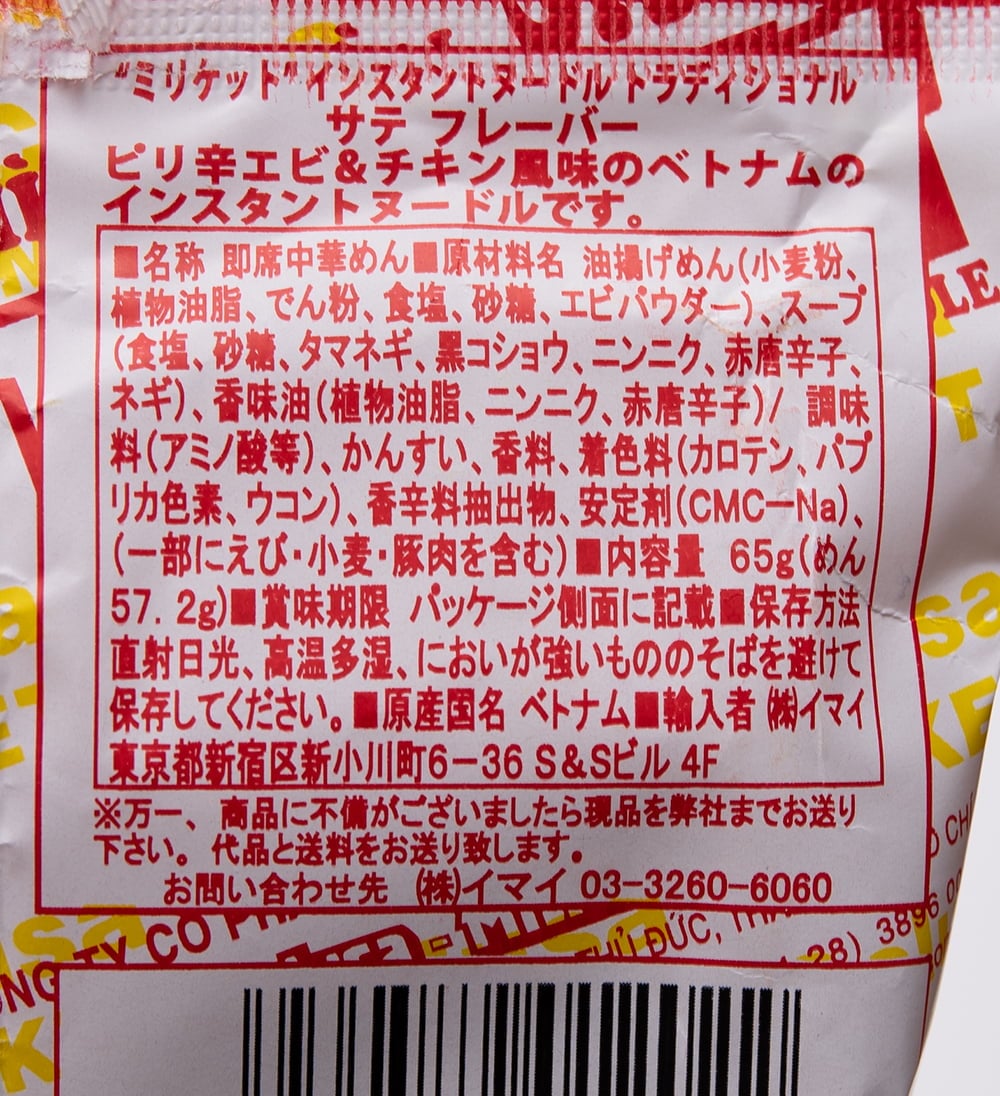 "ミリケット"インスタントヌードルトラディショナル
サテ フレーバー
ピリ辛エビ&チキン風味のベトナムの
インスタントヌードルです。
■名称 即席中華めん■原材料名 油揚げめん(小麦粉、
植物油脂、でん粉、食塩、砂糖、エビパウダー)、スープ
(食塩、砂糖、タマネギ、黒コショウ、ニンニク、赤唐辛子、
ネギ)、香味油(植物油脂、ニンニク、赤唐辛子)/ 調味
料(アミノ酸等)、かんすい、香料、着色料(カロテン、パプ
リカ色素、ウコン)、香辛料抽出物、安定剤(CMC−Na)、
(一部にえび・小麦・豚肉を含む)■内容量 65g(めん
57.2g)■賞味期限 パッケージ側面に記載■保存方法
直射日光、高温多湿、においが強いもののそばを避けて
保存してください。■原産国名 ベトナム■輸入者 ㈱イマイ
東京都新宿区新小川町6−36 S&Sビル 4F
※万一、商品に不備がございましたら現品を弊社までお送り
下さい。代品と送料をお送り致します。
お問い合わせ先 (株)イマイ 03−3260−6060
TY CO
THỦ ĐỨC,
28) 3896